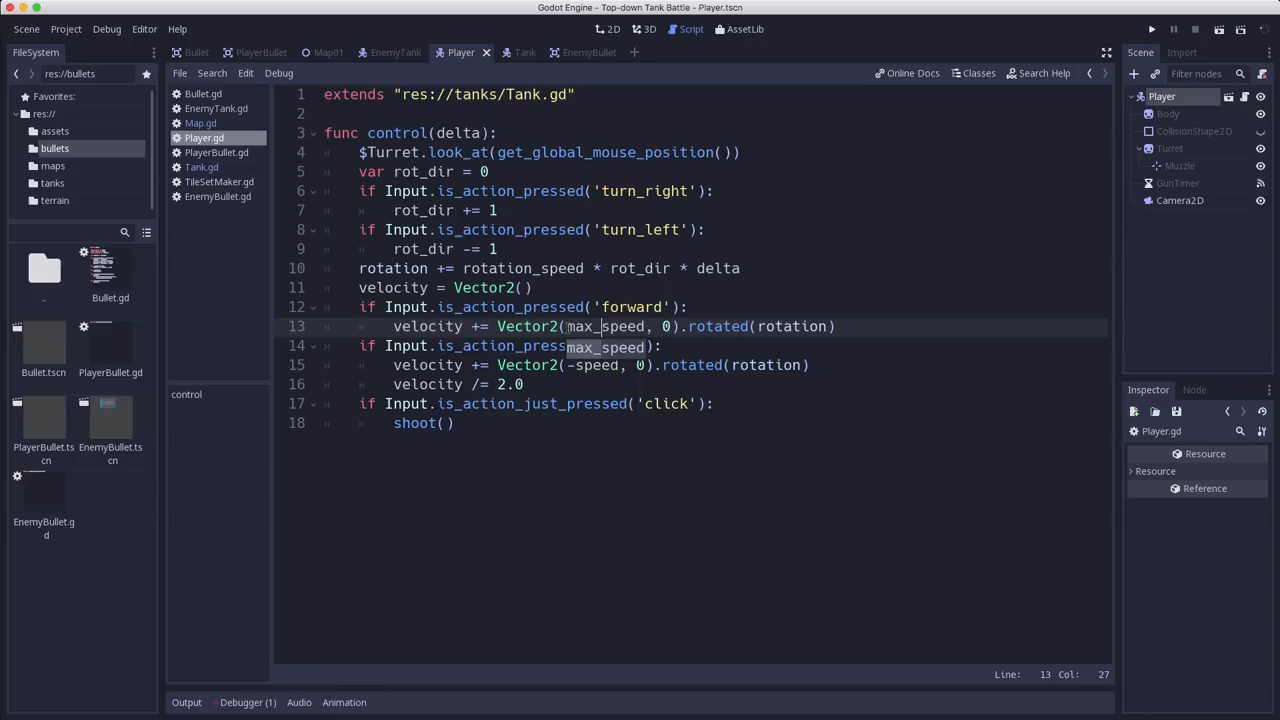 Godot Engine - Top-down Tank Battle - Player.tscn
Scene Project Debug Editor Help
2D 3D Script AssetLib
FileSystem
res://bullets
Favorites:
res://
assets
bullets
maps
tanks
terrain
..
Bullet.gd
Bullet.tscn
PlayerBullet.gd
PlayerBullet.tscn
EnemyBullet.tscn
EnemyBullet.gd
Bullet PlayerBullet Map01 EnemyTank Player Tank EnemyBullet
File Search Edit Debug
Online Docs Classes Search Help
Bullet.gd
EnemyTank.gd
Map.gd
Player.gd
PlayerBullet.gd
Tank.gd
TileSetMaker.gd
EnemyBullet.gd
control
1 extends "res://tanks/Tank.gd"
2
3 func control(delta):
4 $Turret.look_at(get_global_mouse_position())
5 var rot_dir = 0
6 if Input.is_action_pressed('turn_right'):
7 rot_dir += 1
8 if Input.is_action_pressed('turn_left'):
9 rot_dir -= 1
10 rotation += rotation_speed * rot_dir * delta
11 velocity = Vector2()
12 if Input.is_action_pressed('forward'):
13 velocity += Vector2(max_speed, 0).rotated(rotation)
14 if Input.is_action_press ):
max_speed
15 velocity += Vector2(-speed, 0).rotated(rotation)
16 velocity /= 2.0
17 if Input.is_action_just_pressed('click'):
18 shoot()
Line: 13 Col: 27
Output Debugger (1) Audio Animation
Scene Import
Filter nodes
Player
Body
CollisionShape2D
Turret
Muzzle
GunTimer
Camera2D
Inspector Node
Player.gd
Resource
Resource
Reference